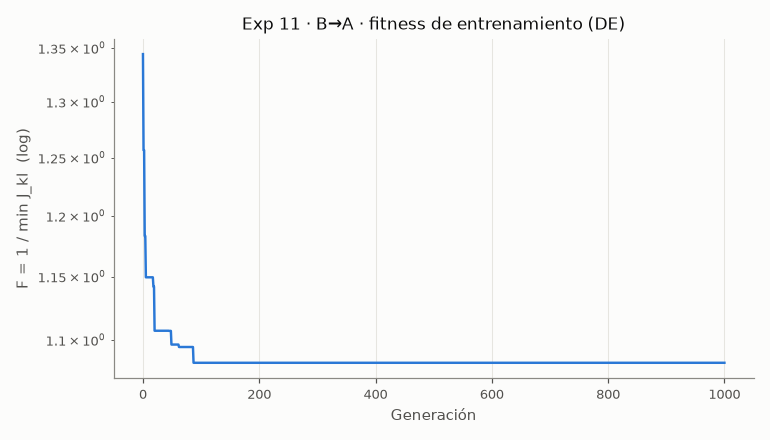 Exp 11 · B→A · fitness de entrenamiento (DE)
F = 1 / min J_kl (log)
1.35 × 10⁰
1.3 × 10⁰
1.25 × 10⁰
1.2 × 10⁰
1.15 × 10⁰
1.1 × 10⁰
0 200 400 600 800 1000
Generación